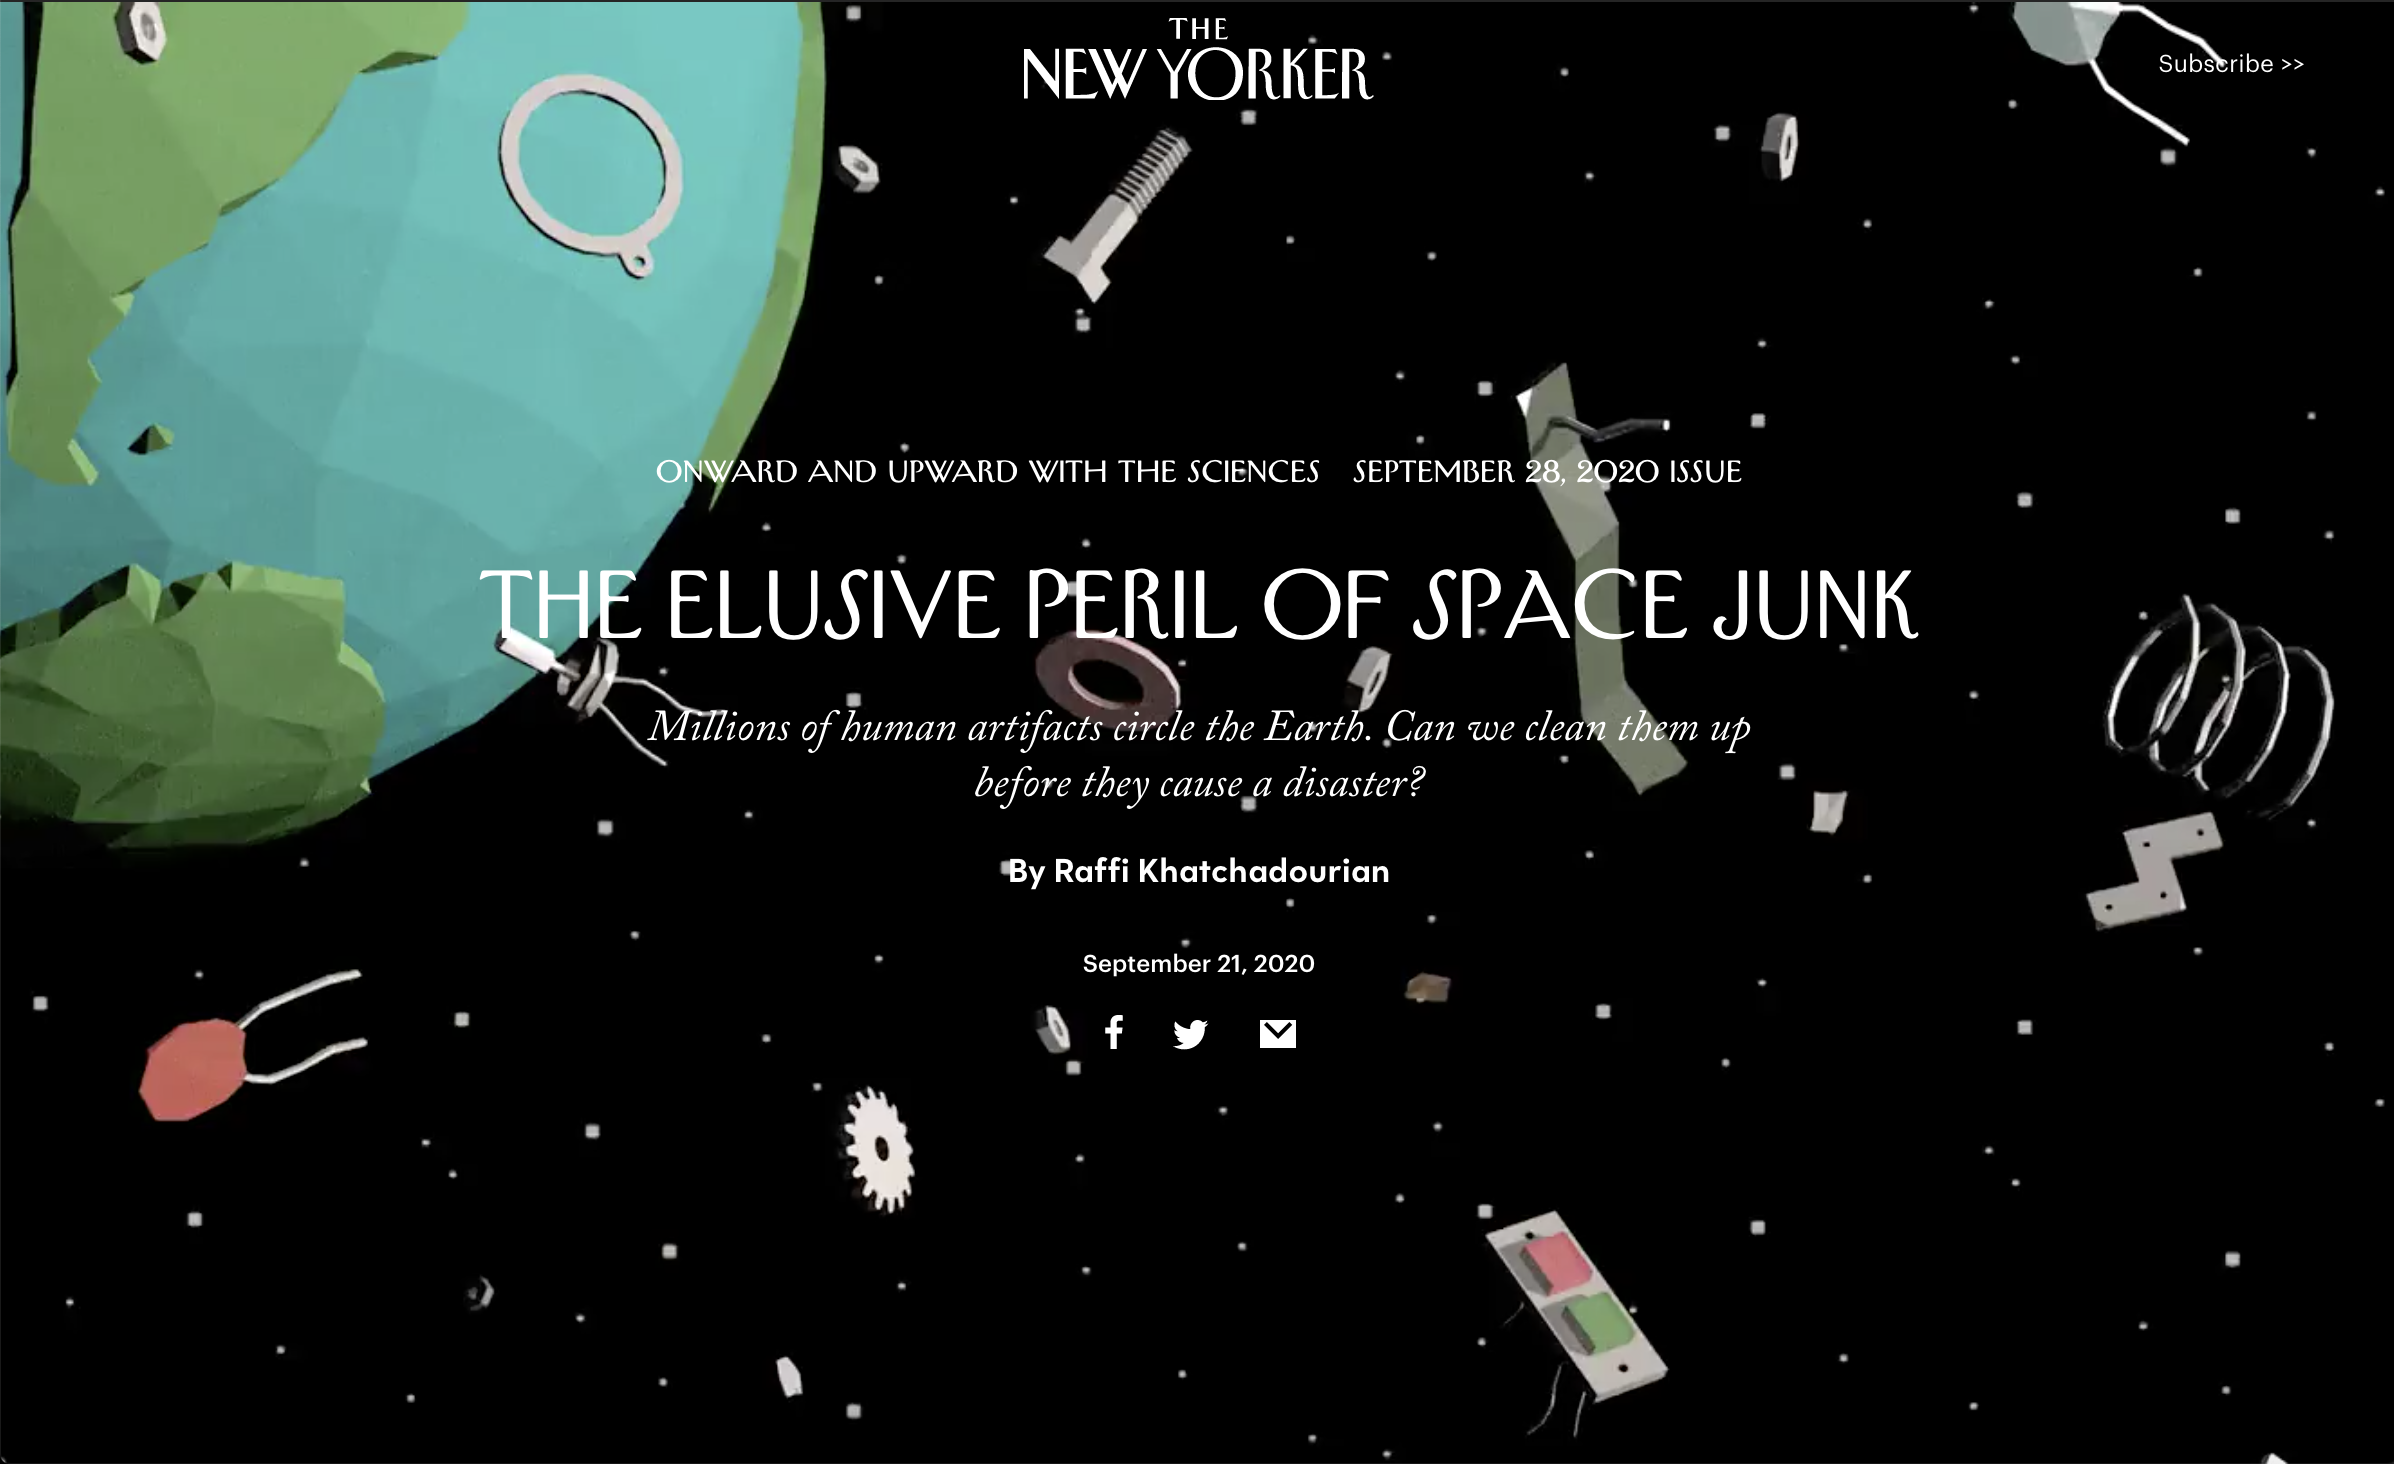 THE
NEW YORKER
Subscribe >>
ONWARD AND UPWARD WITH THE SCIENCES SEPTEMBER 28, 2020 ISSUE
THE ELUSIVE PERIL OF SPACE JUNK
Millions of human artifacts circle the Earth. Can we clean them up
before they cause a disaster?
By Raffi Khatchadourian
September 21, 2020